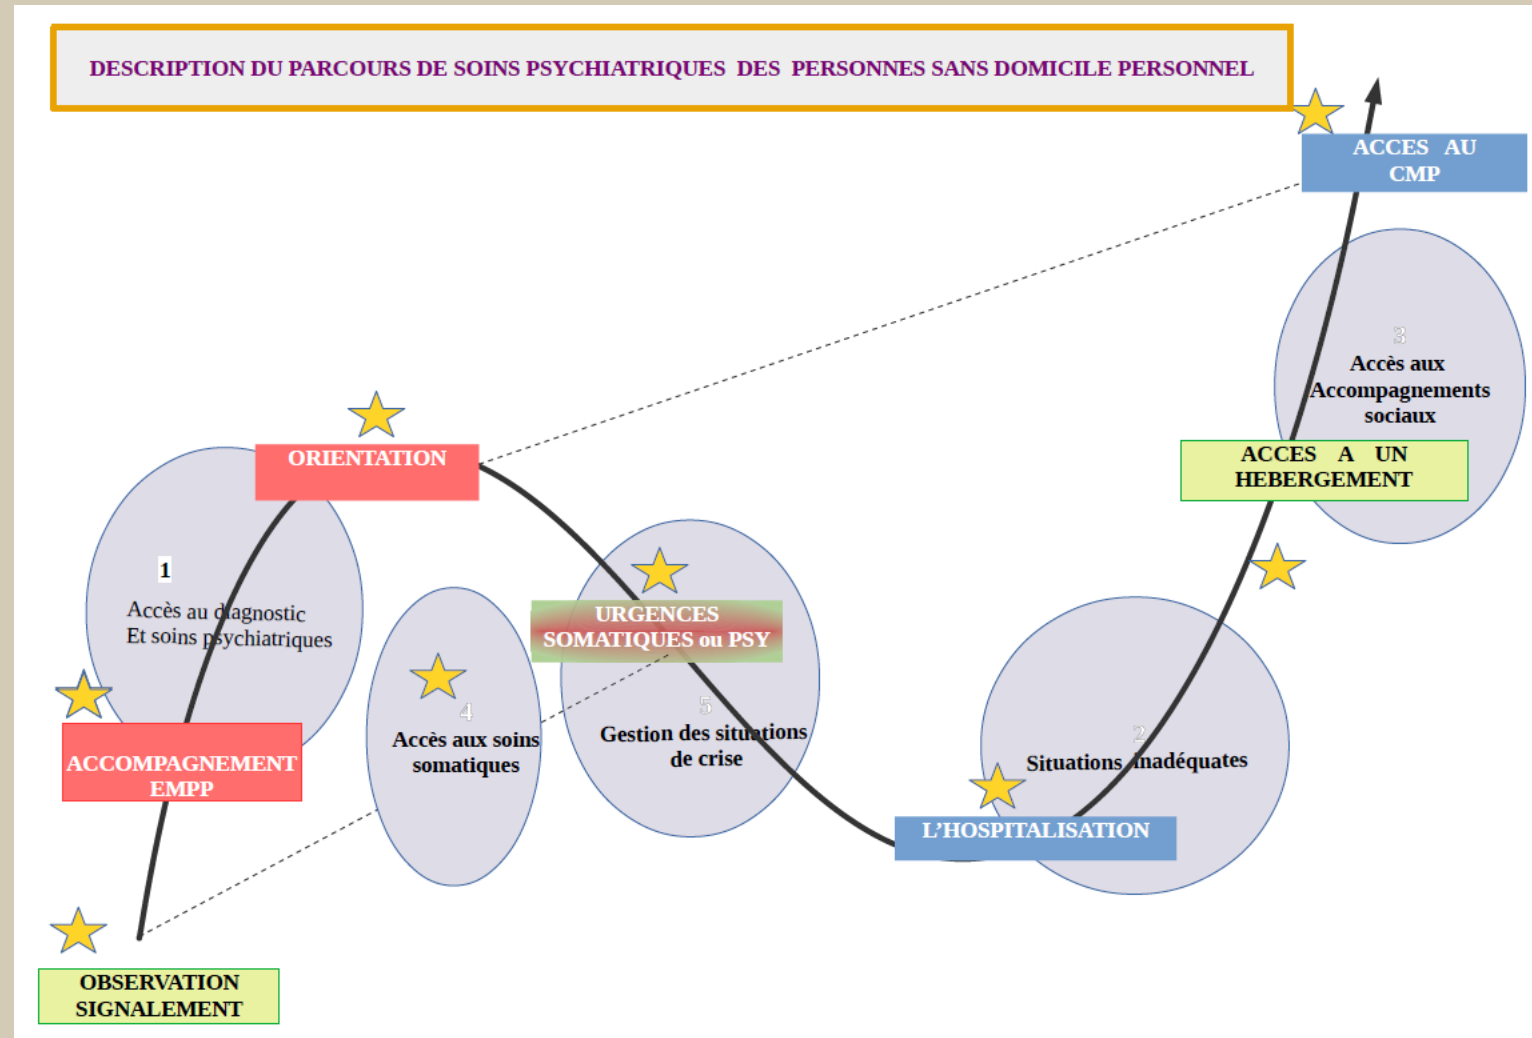 DESCRIPTION DU PARCOURS DE SOINS PSYCHIATRIQUES DES PERSONNES SANS DOMICILE PERSONNEL
ACCES AU
CMP
3
Accès aux
Accompagnements
sociaux
ORIENTATION
ACCES A UN
HEBERGEMENT
1
Accès au diagnostic
Et soins psychiatriques
URGENCES
SOMATIQUES ou PSY
4
Accès aux soins
somatiques
5
Gestion des situations
de crise
2
Situations inadéquates
ACCOMPAGNEMENT
EMPP
L’HOSPITALISATION
OBSERVATION
SIGNALEMENT